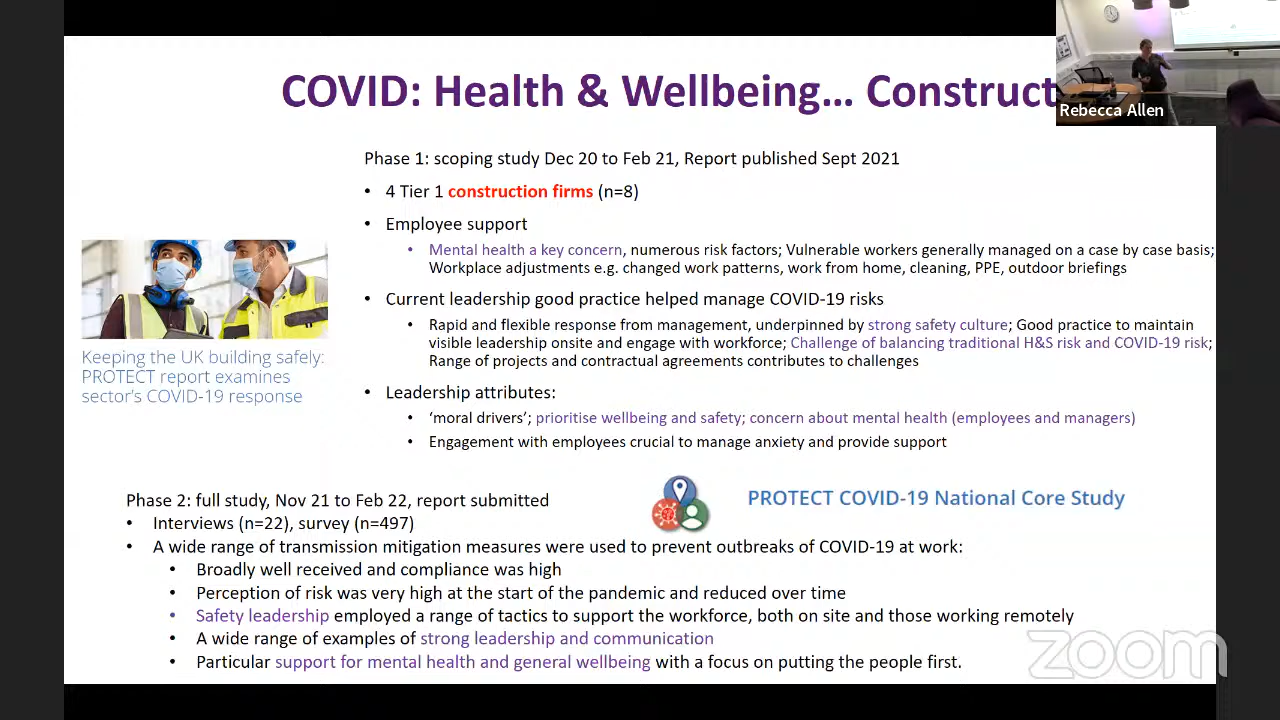 COVID: Health & Wellbeing… Construct
Rebecca Allen
Phase 1: scoping study Dec 20 to Feb 21, Report published Sept 2021
• 4 Tier 1 construction firms (n=8)
• Employee support
• Mental health a key concern, numerous risk factors; Vulnerable workers generally managed on a case by case basis;
Workplace adjustments e.g. changed work patterns, work from home, cleaning, PPE, outdoor briefings
• Current leadership good practice helped manage COVID-19 risks
• Rapid and flexible response from management, underpinned by strong safety culture; Good practice to maintain
visible leadership onsite and engage with workforce; Challenge of balancing traditional H&S risk and COVID-19 risk;
Range of projects and contractual agreements contributes to challenges
• Leadership attributes:
• ‘moral drivers’; prioritise wellbeing and safety; concern about mental health (employees and managers)
• Engagement with employees crucial to manage anxiety and provide support
Keeping the UK building safely:
PROTECT report examines
sector's COVID-19 response
PROTECT COVID-19 National Core Study
Phase 2: full study, Nov 21 to Feb 22, report submitted
• Interviews (n=22), survey (n=497)
• A wide range of transmission mitigation measures were used to prevent outbreaks of COVID-19 at work:
• Broadly well received and compliance was high
• Perception of risk was very high at the start of the pandemic and reduced over time
• Safety leadership employed a range of tactics to support the workforce, both on site and those working remotely
• A wide range of examples of strong leadership and communication
• Particular support for mental health and general wellbeing with a focus on putting the people first.
zoom